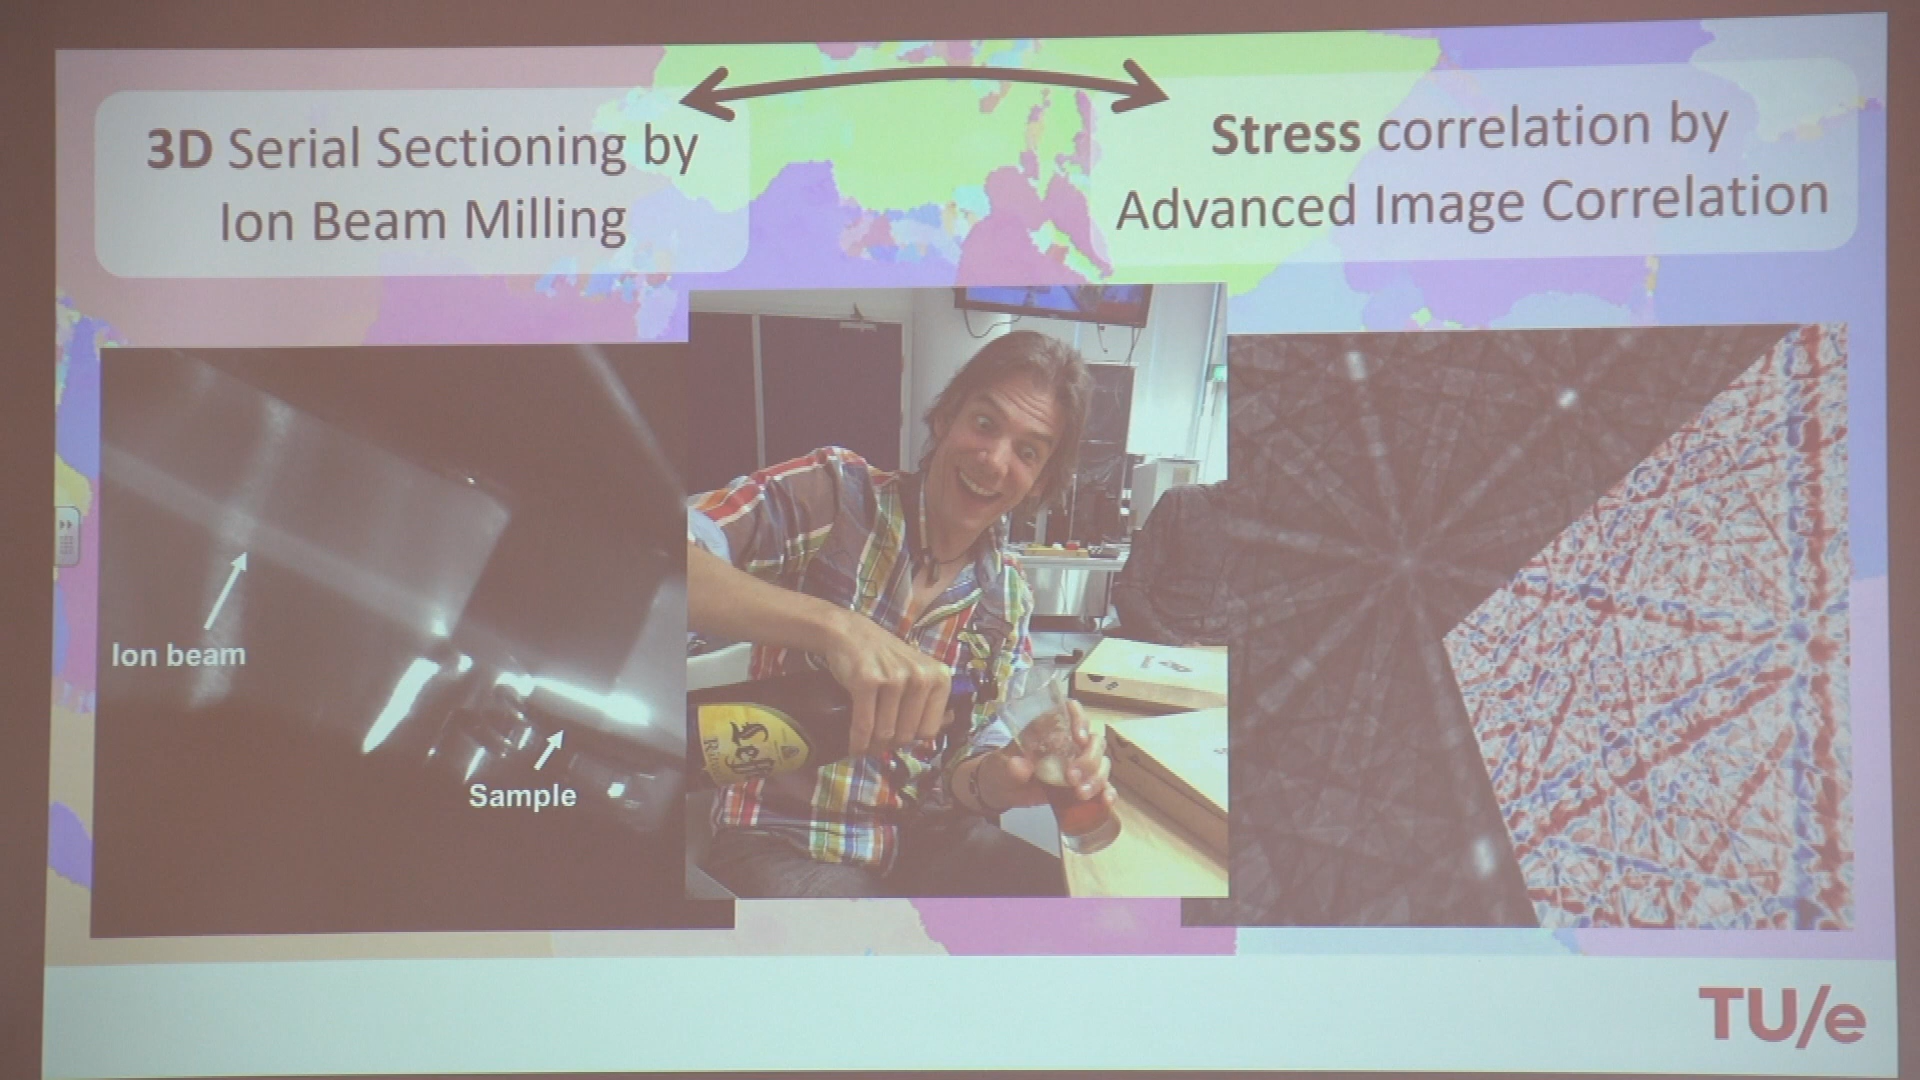 3D Serial Sectioning by
Ion Beam Milling
Stress correlation by
Advanced Image Correlation
Ion beam
Sample
TU/e